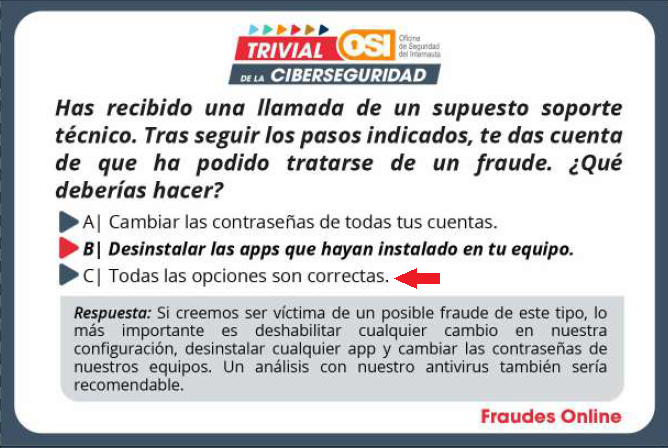 TRIVIAL OSI Oficina
de Seguridad
del Internauta
DE LA CIBERSEGURIDAD
Has recibido una llamada de un supuesto soporte
técnico. Tras seguir los pasos indicados, te das cuenta
de que ha podido tratarse de un fraude. ¿Qué
deberías hacer?
A| Cambiar las contraseñas de todas tus cuentas.
B| Desinstalar las apps que hayan instalado en tu equipo.
C| Todas las opciones son correctas.
Respuesta: Si creemos ser víctima de un posible fraude de este tipo, lo
más importante es deshabilitar cualquier cambio en nuestra
configuración, desinstalar cualquier app y cambiar las contraseñas de
nuestros equipos. Un análisis con nuestro antivirus también sería
recomendable.
Fraudes Online